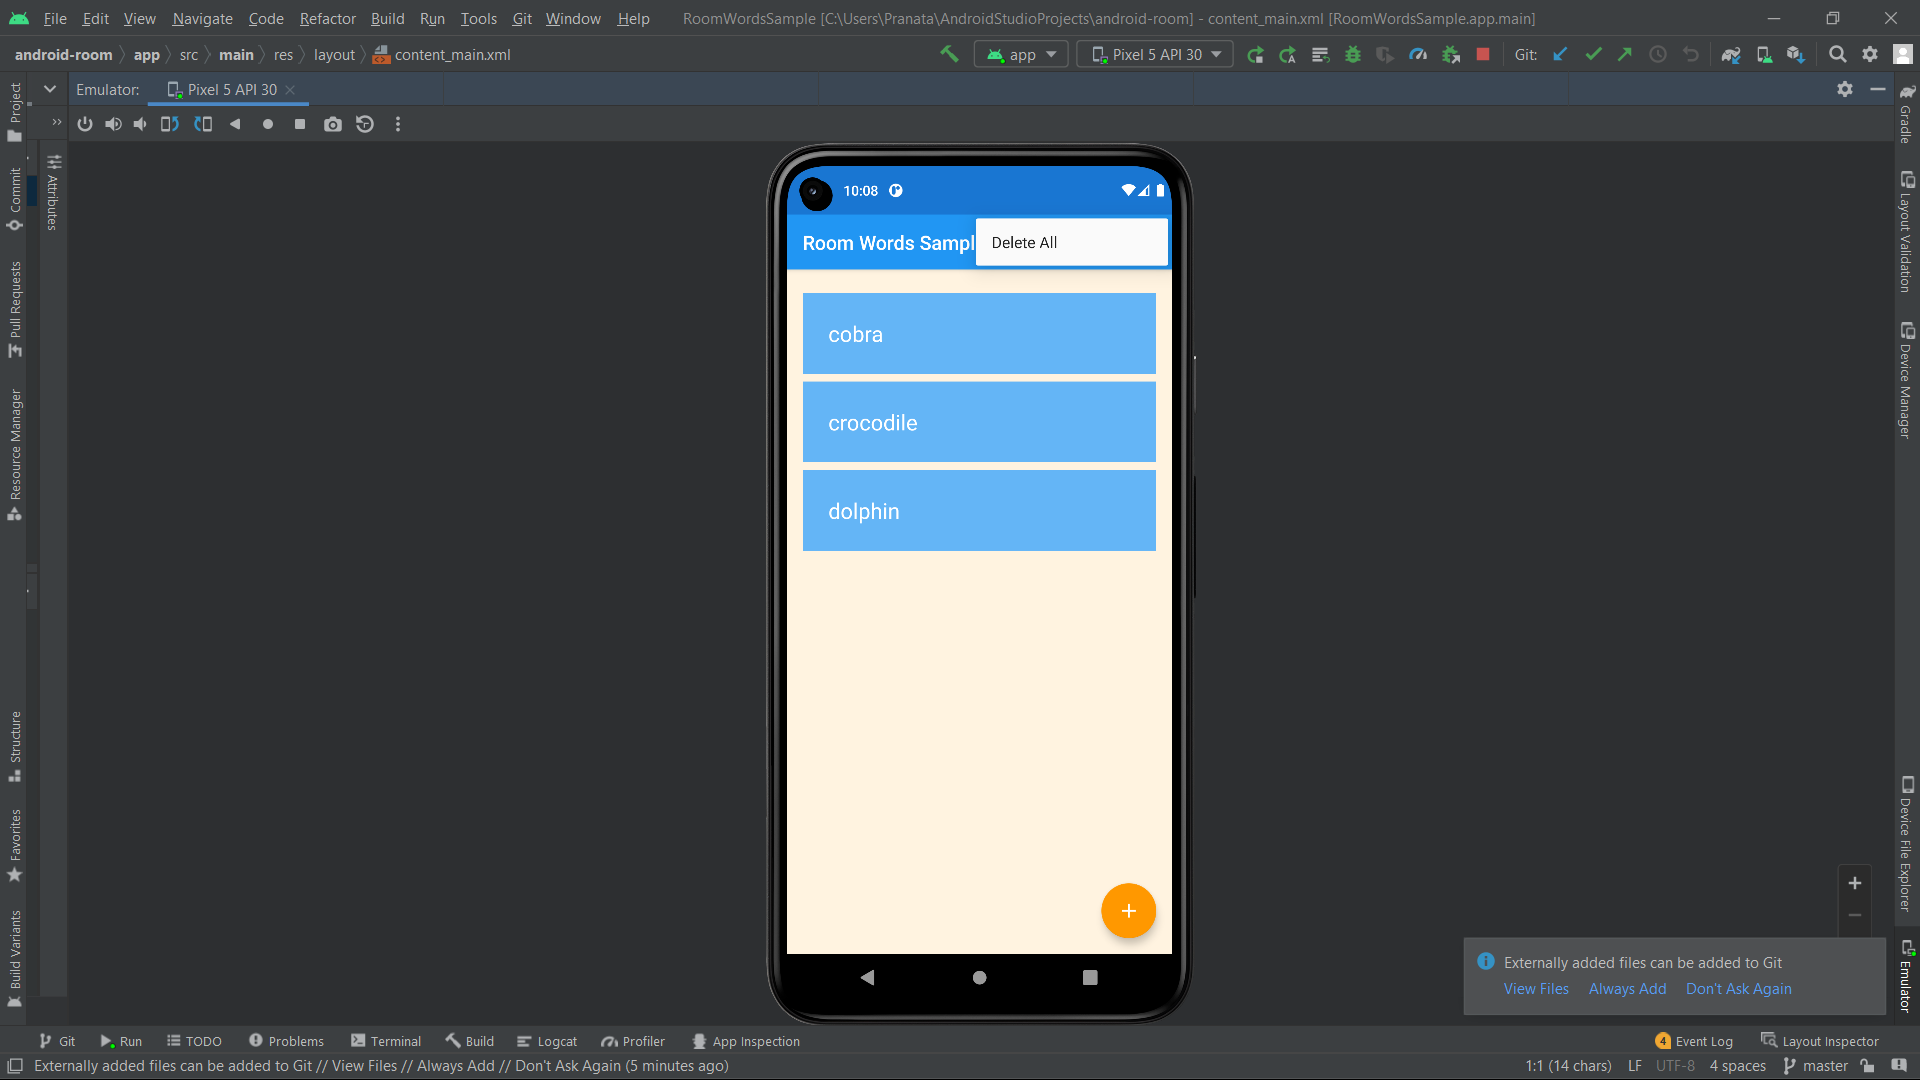 File Edit View Navigate Code Refactor Build Run Tools Git Window Help RoomWordsSample [C:\Users\Pranata\AndroidStudioProjects\android-room] - content_main.xml [RoomWordsSample.app.main]
android-room app src main res layout content_main.xml app Pixel 5 API 30 Git:
Emulator: Pixel 5 API 30
Project
Commit
Pull Requests
Resource Manager
Structure
Favorites
Build Variants
Attributes
10:08
Room Words Sampl
Delete All
cobra
crocodile
dolphin
Gradle
Layout Validation
Device Manager
Device File Explorer
Emulator
Externally added files can be added to Git
View Files Always Add Don't Ask Again
Git Run TODO Problems Terminal Build Logcat Profiler App Inspection 4 Event Log Layout Inspector
Externally added files can be added to Git // View Files // Always Add // Don't Ask Again (5 minutes ago) 1:1 (14 chars) LF UTF-8 4 spaces master